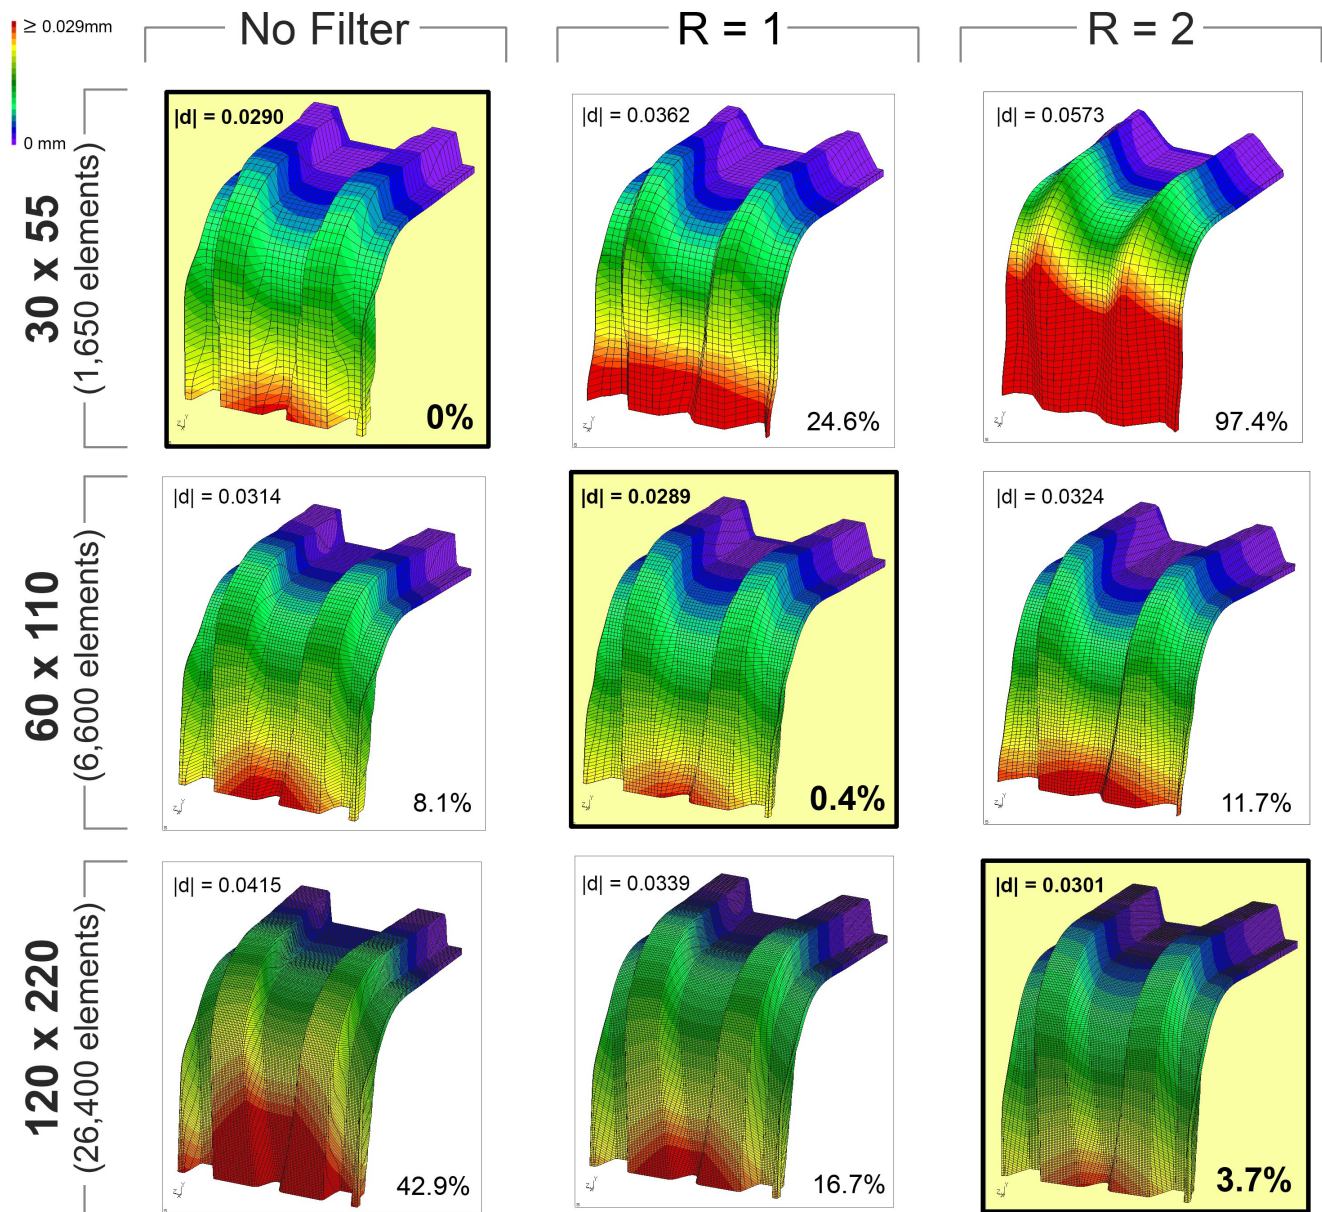 No Filter
R = 1
R = 2
≥ 0.029mm
0 mm
30 x 55
(1,650 elements)
|d| = 0.0290
0%
|d| = 0.0362
24.6%
|d| = 0.0573
97.4%
60 x 110
(6,600 elements)
|d| = 0.0314
8.1%
|d| = 0.0289
0.4%
|d| = 0.0324
11.7%
120 x 220
(26,400 elements)
|d| = 0.0415
42.9%
|d| = 0.0339
16.7%
|d| = 0.0301
3.7%